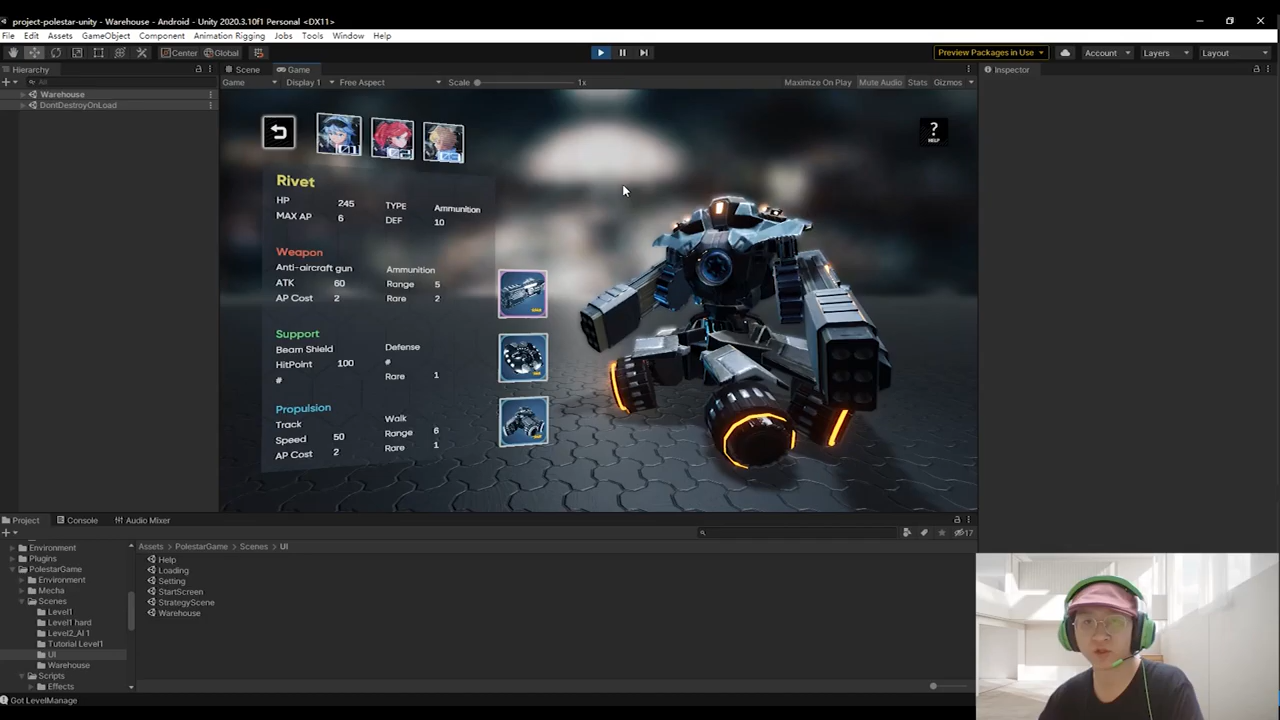 project-polestar-unity - Warehouse - Android - Unity 2020.3.10f1 Personal <DX11>
File Edit Assets GameObject Component Animation Rigging Jobs Tools Window Help
Center Global Preview Packages in Use Account Layers Layout
Hierarchy Scene Game Inspector
All Game Display 1 Free Aspect Scale 1x Maximize On Play Mute Audio Stats Gizmos
Warehouse
DontDestroyOnLoad
?
HELP
Rivet
HP 245 TYPE Ammunition
MAX AP 6 DEF 10
Weapon
Anti-aircraft gun Ammunition
ATK 60 Range 5
AP Cost 2 Rare 2
Support
Beam Shield Defense
HitPoint 100 #
# Rare 1
Propulsion
Track Walk
Speed 50 Range 6
AP Cost 2 Rare 1
Project Console Audio Mixer
17
Environment
Plugins
PolestarGame
Environment
Mecha
Scenes
Level1
Level1 hard
Level2_AI 1
Tutorial Level1
UI
Warehouse
Scripts
Effects
Assets PolestarGame Scenes UI
Help
Loading
Setting
StartScreen
StrategyScene
Warehouse
Got LevelManage